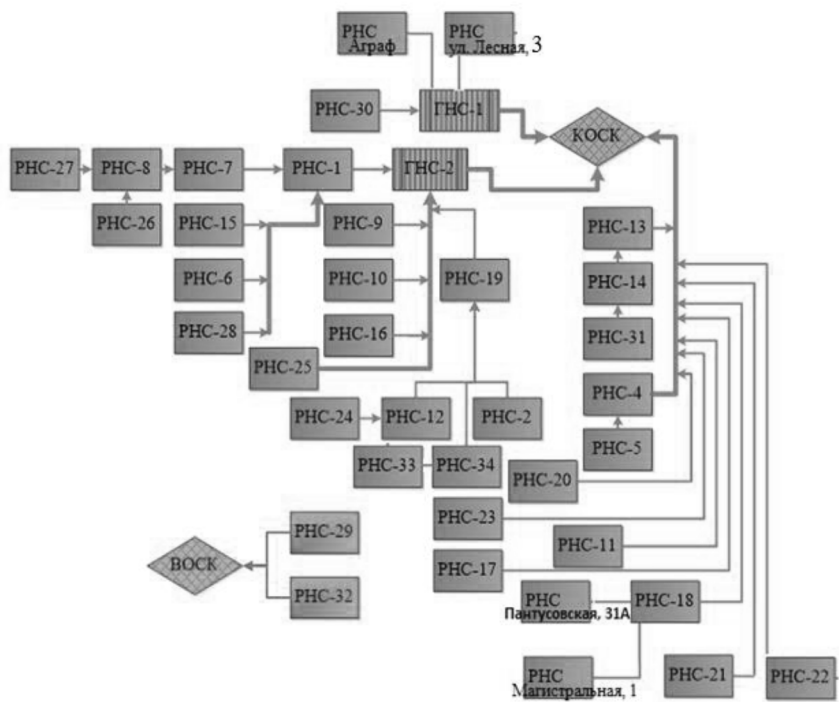 РНС
Аграф
РНС
ул. Лесная, 3
РНС-30
ГНС-1
КОСК
РНС-27
РНС-8
РНС-7
РНС-1
ГНС-2
РНС-26
РНС-15
РНС-9
РНС-13
РНС-6
РНС-10
РНС-19
РНС-14
РНС-28
РНС-16
РНС-31
РНС-25
РНС-4
РНС-24
РНС-12
РНС-2
РНС-5
РНС-33
РНС-34
РНС-20
РНС-23
РНС-29
РНС-11
ВОСК
РНС-17
РНС-32
РНС
Пантусовская, 31А
РНС-18
РНС
Магистральная, 1
РНС-21
РНС-22